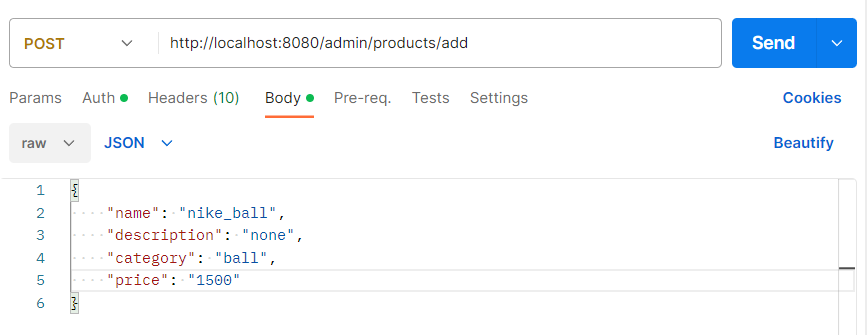 POST http://localhost:8080/admin/products/add Send
Params Auth Headers (10) Body Pre-req. Tests Settings Cookies
raw JSON Beautify
1 {
2 "name": "nike_ball",
3 "description": "none",
4 "category": "ball",
5 "price": "1500"
6 }